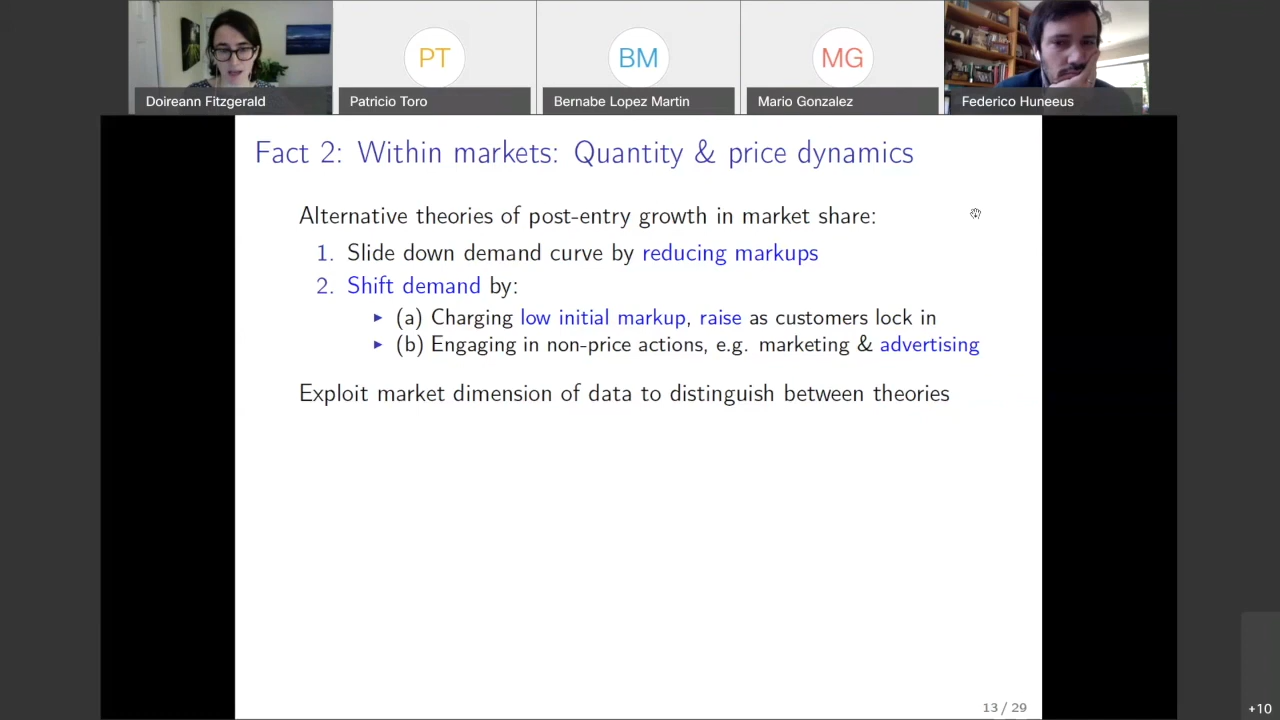 PT
BM
MG
Doireann Fitzgerald
Patricio Toro
Bernabe Lopez Martin
Mario Gonzalez
Federico Huneeus
Fact 2: Within markets: Quantity & price dynamics
Alternative theories of post-entry growth in market share:
1. Slide down demand curve by reducing markups
2. Shift demand by:
▶ (a) Charging low initial markup, raise as customers lock in
▶ (b) Engaging in non-price actions, e.g. marketing & advertising
Exploit market dimension of data to distinguish between theories
13 / 29
+10